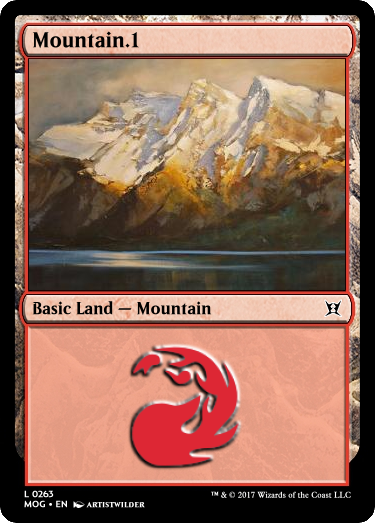 Mountain.1
Basic Land — Mountain
L 0263
MOG • EN ARTISTWILDER
™ & © 2017 Wizards of the Coast LLC